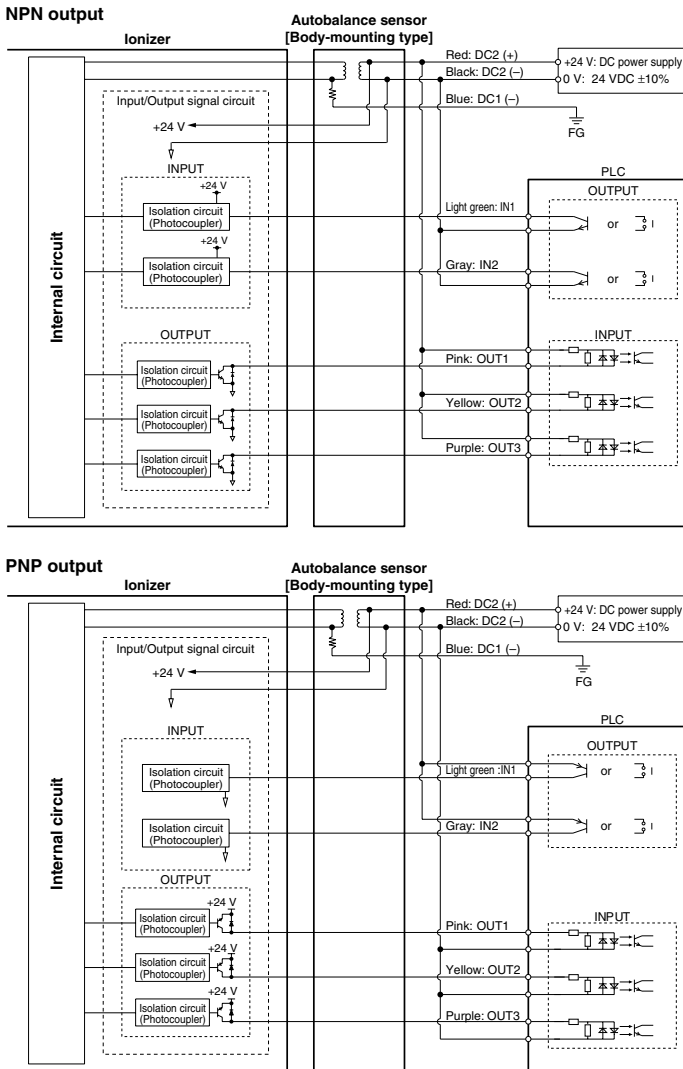 NPN output
Ionizer
Autobalance sensor
[Body-mounting type]
Red: DC2 (+)
Black: DC2 (–)
Blue: DC1 (–)
+24 V: DC power supply
0 V: 24 VDC ±10%
FG
Input/Output signal circuit
+24 V
INPUT
+24 V
Isolation circuit
(Photocoupler)
+24 V
Isolation circuit
(Photocoupler)
Internal circuit
OUTPUT
Isolation circuit
(Photocoupler)
Isolation circuit
(Photocoupler)
Isolation circuit
(Photocoupler)
Light green: IN1
Gray: IN2
Pink: OUT1
Yellow: OUT2
Purple: OUT3
PLC
OUTPUT
or
or
INPUT
PNP output
Ionizer
Autobalance sensor
[Body-mounting type]
Red: DC2 (+)
Black: DC2 (–)
Blue: DC1 (–)
+24 V: DC power supply
0 V: 24 VDC ±10%
FG
Input/Output signal circuit
+24 V
INPUT
Isolation circuit
(Photocoupler)
Isolation circuit
(Photocoupler)
Internal circuit
OUTPUT
+24 V
Isolation circuit
(Photocoupler)
+24 V
Isolation circuit
(Photocoupler)
+24 V
Isolation circuit
(Photocoupler)
Light green :IN1
Gray: IN2
Pink: OUT1
Yellow: OUT2
Purple: OUT3
PLC
OUTPUT
or
or
INPUT